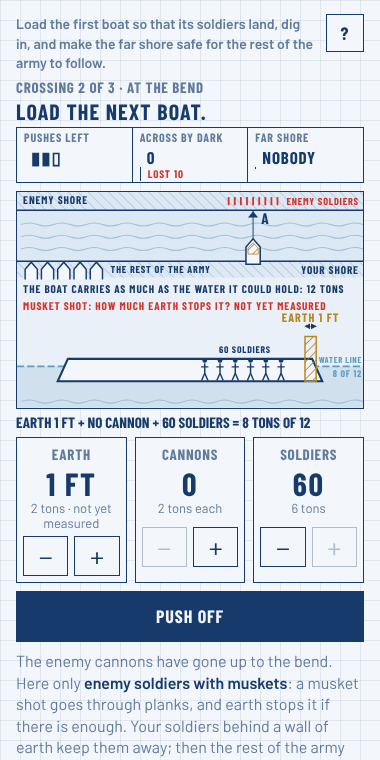 Load the first boat so that its soldiers land, dig
in, and make the far shore safe for the rest of the
army to follow.
?
CROSSING 2 OF 3 · AT THE BEND
LOAD THE NEXT BOAT.
PUSHES LEFT
ACROSS BY DARK
0
LOST 10
FAR SHORE
NOBODY
ENEMY SHORE
ENEMY SOLDIERS
A
THE REST OF THE ARMY
YOUR SHORE
THE BOAT CARRIES AS MUCH AS THE WATER IT COULD HOLD: 12 TONS
MUSKET SHOT: HOW MUCH EARTH STOPS IT? NOT YET MEASURED
EARTH 1 FT
60 SOLDIERS
WATER LINE
8 OF 12
EARTH 1 FT + NO CANNON + 60 SOLDIERS = 8 TONS OF 12
EARTH
1 FT
2 tons · not yet
measured
− +
CANNONS
0
2 tons each
− +
SOLDIERS
60
6 tons
− +
PUSH OFF
The enemy cannons have gone up to the bend.
Here only enemy soldiers with muskets: a musket
shot goes through planks, and earth stops it if
there is enough. Your soldiers behind a wall of
earth keep them away; then the rest of the army